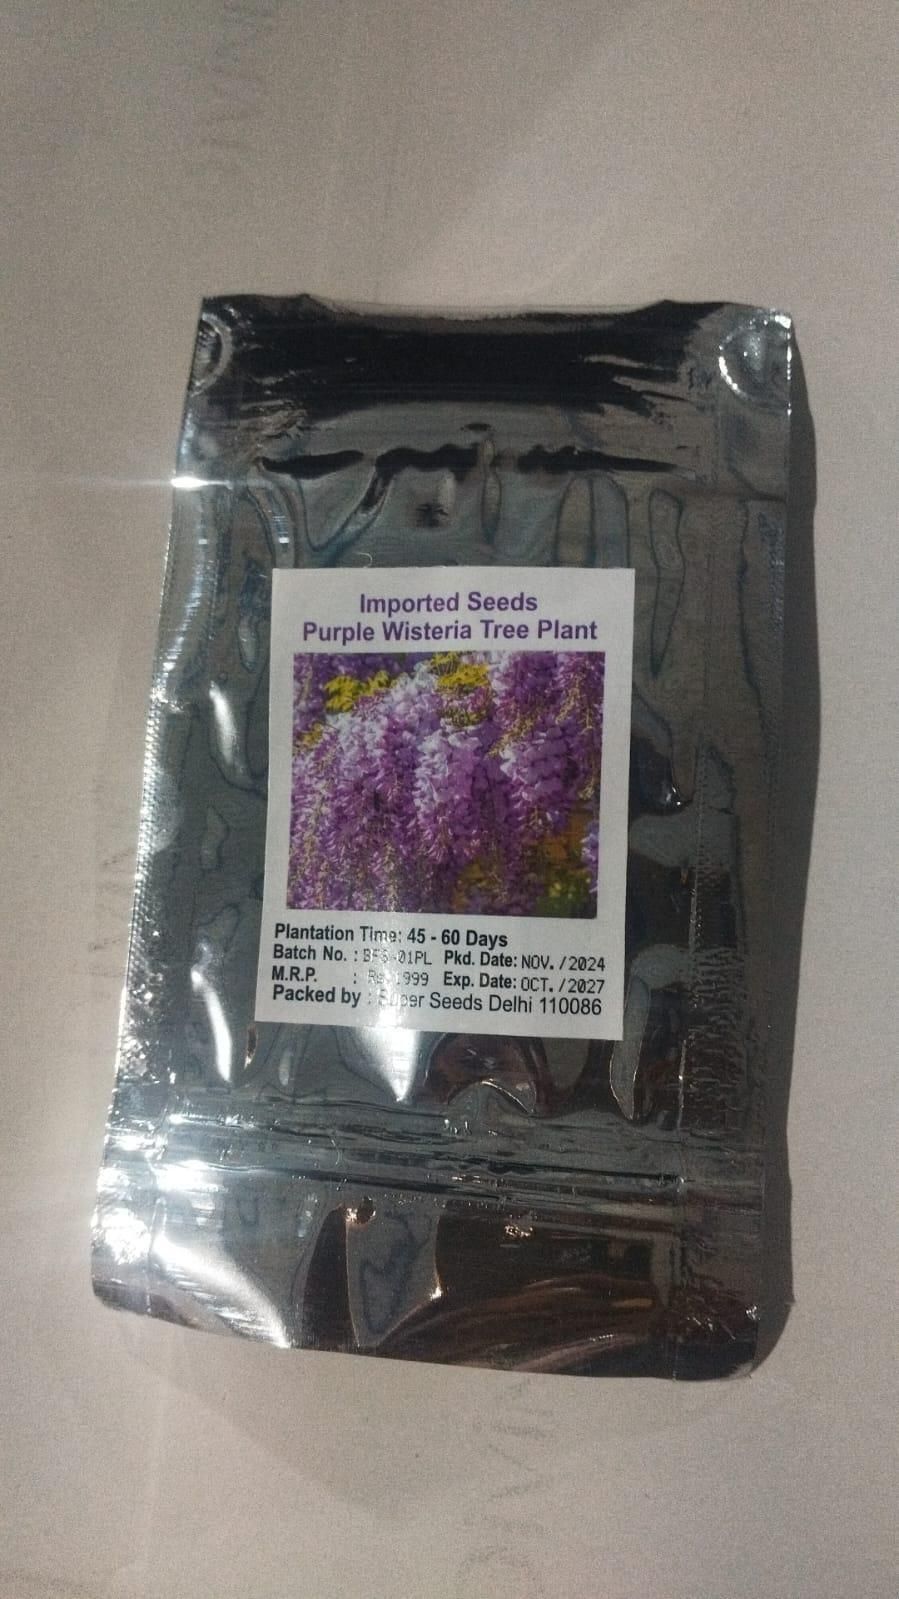 Imported Seeds
Purple Wisteria Tree Plant
Plantation Time: 45 - 60 Days
Batch No. : BFS-01PL Pkd. Date: NOV./2024
M.R.P. : Rs.1999 Exp. Date: OCT./2027
Packed by : Super Seeds Delhi 110086